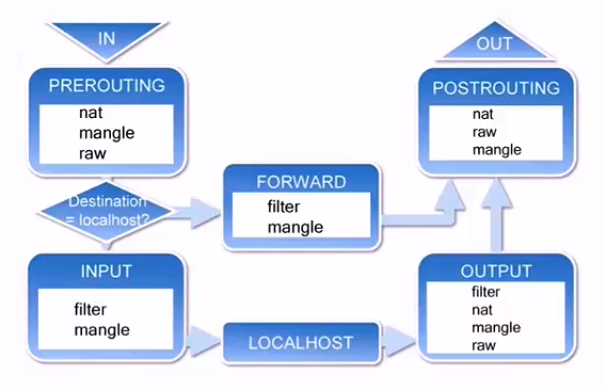 IN
PREROUTING
nat
mangle
raw
Destination
= localhost?
FORWARD
filter
mangle
INPUT
filter
mangle
LOCALHOST
OUT
POSTROUTING
nat
raw
mangle
OUTPUT
filter
nat
mangle
raw